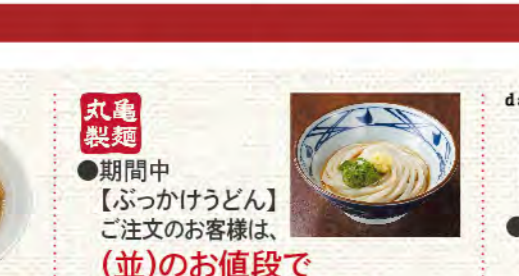 丸亀
製麺
●期間中
【ぶっかけうどん】
ご注文のお客様は、
(並)のお値段で
d
●